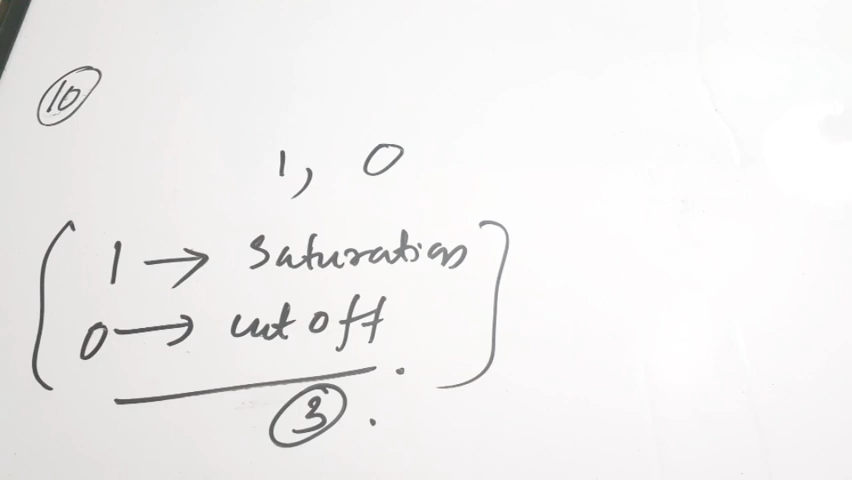 10
1, 0
( 1 → Saturation )
0 → cut off
3.